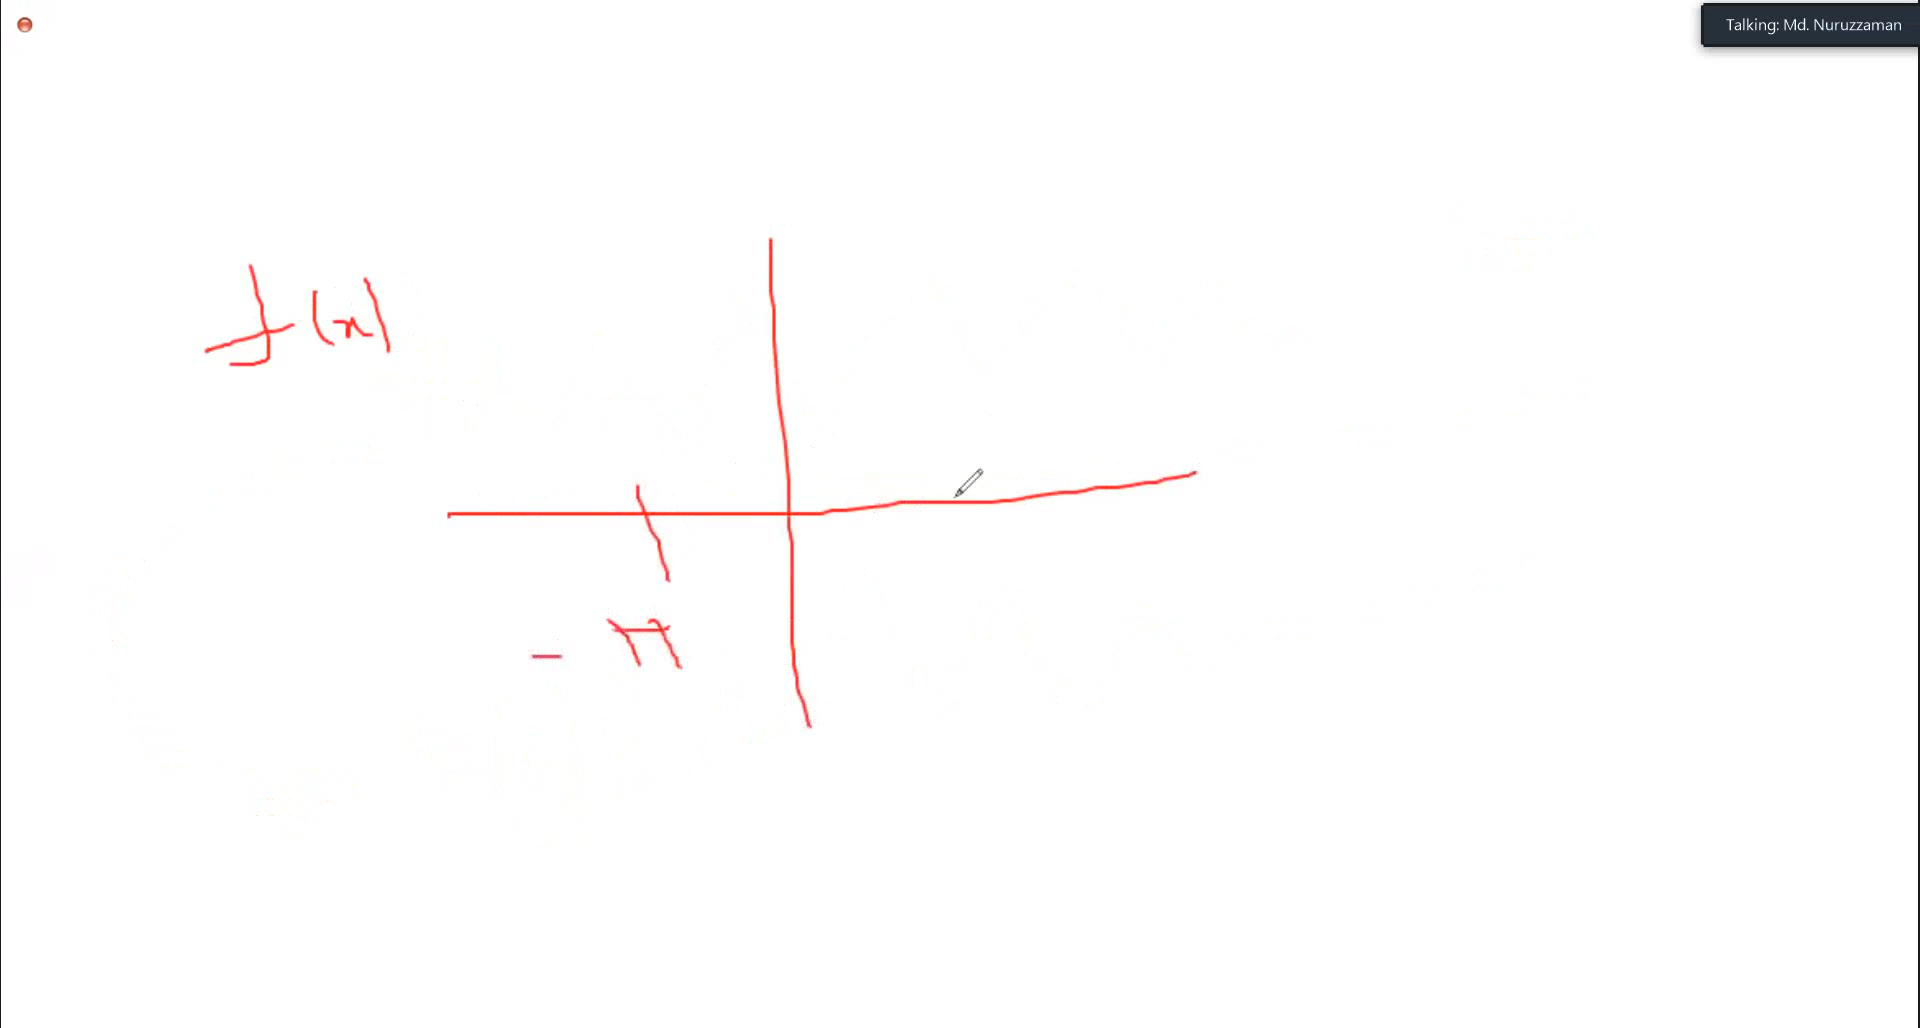 Talking: Md. Nuruzzaman
f(x)
- π